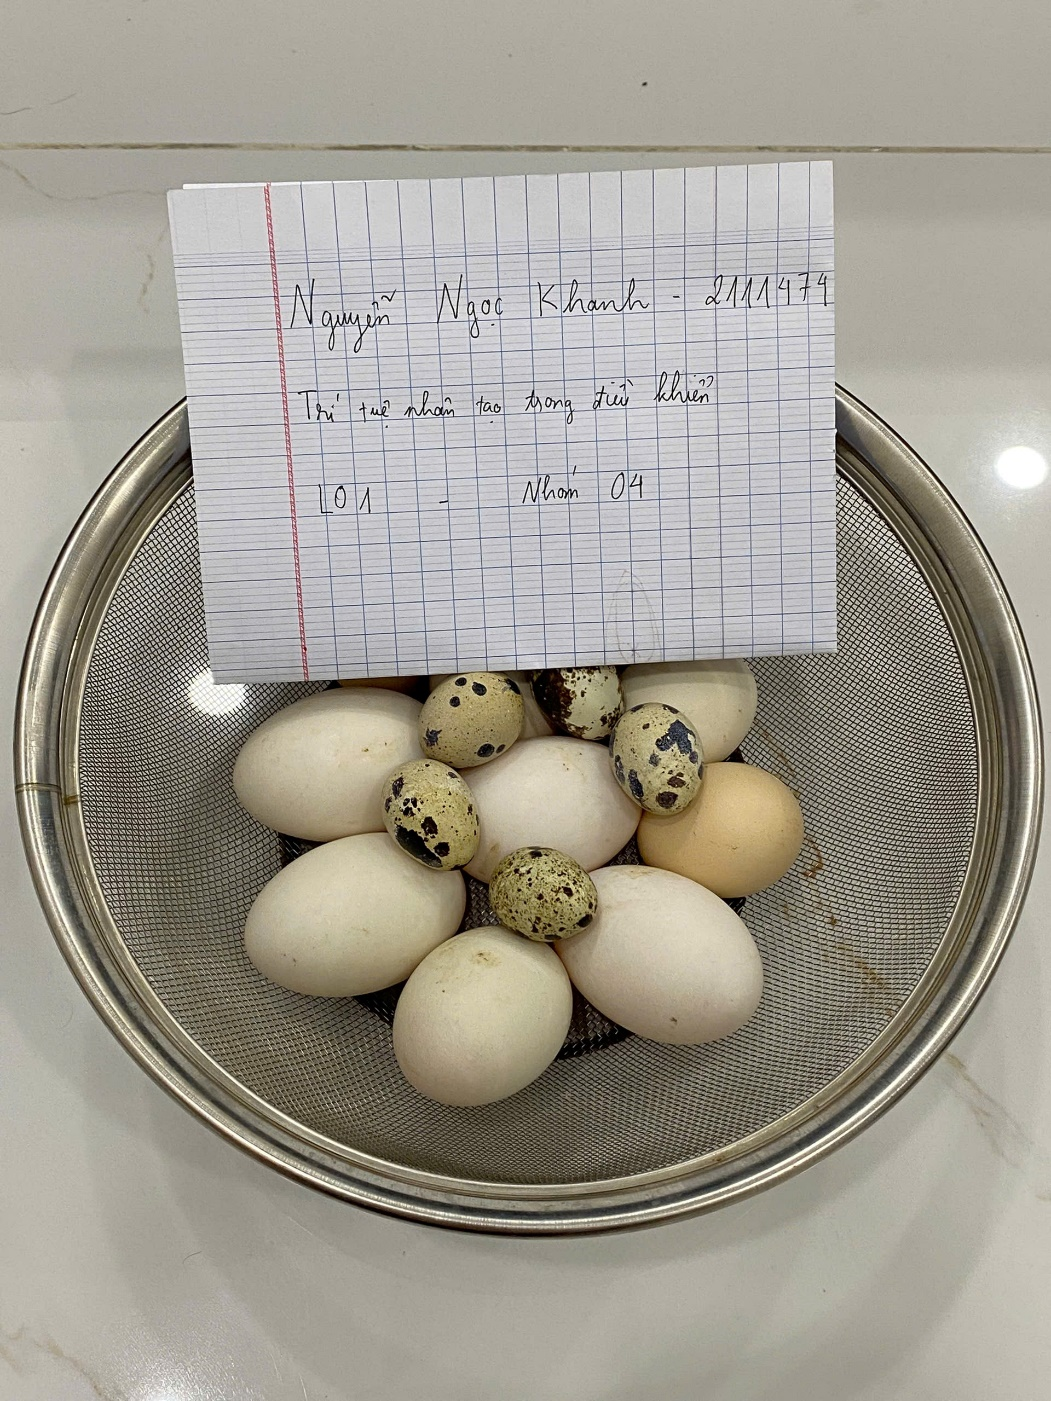 Nguyễn Ngọc Khanh - 2111474
Trí tuệ nhân tạo trong điều khiển
L01 - Nhóm 04